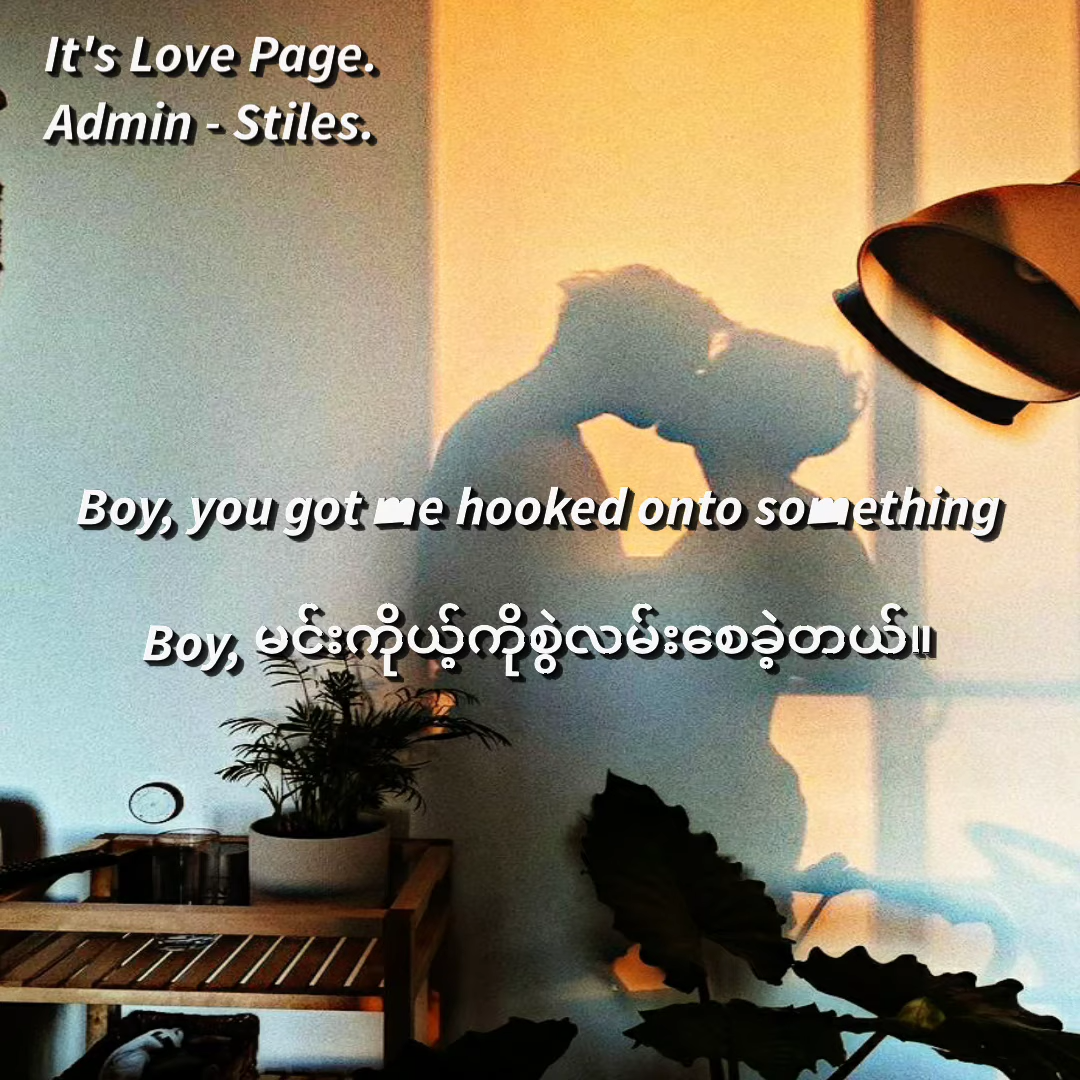 It's Love Page.
Admin - Stiles.
Boy, you got me hooked onto something
Boy, မင်းကိုယ့်ကိုစွဲလမ်းစေခဲ့တယ်။